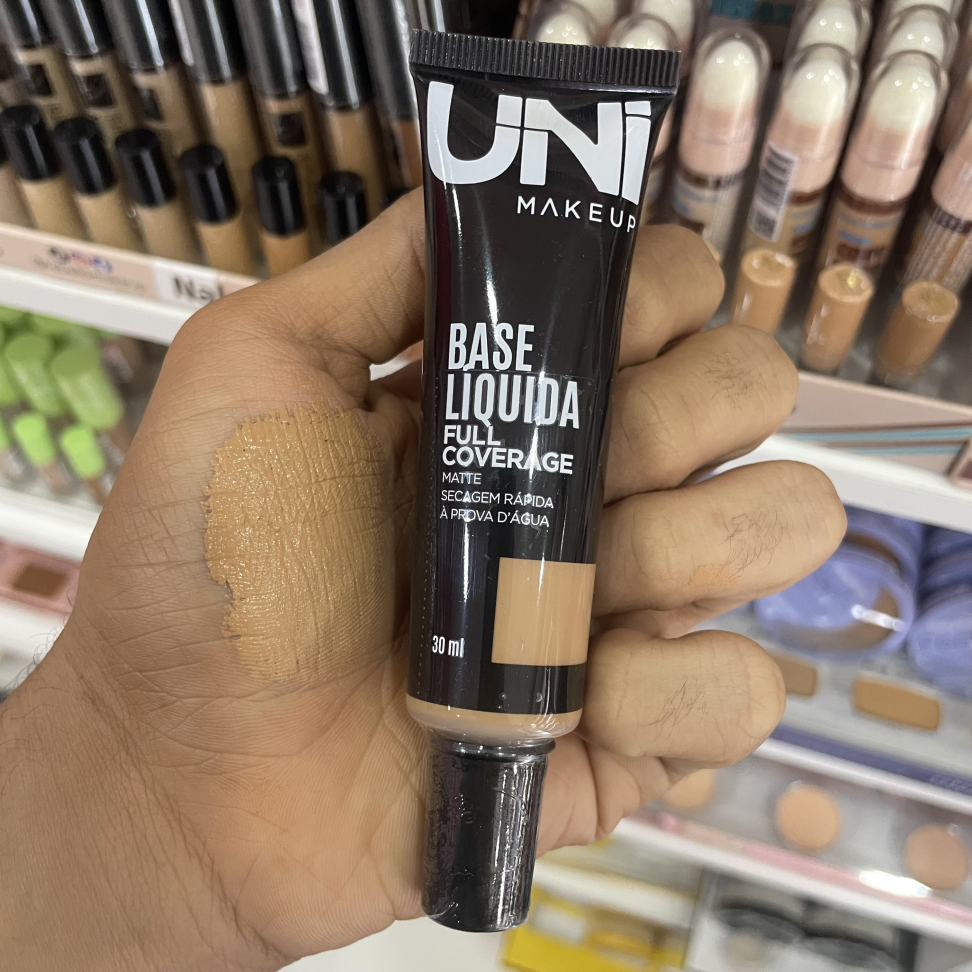 UNi
MAKEUP
BASE
LÍQUIDA
FULL
COVERAGE
MATTE
SECAGEM RÁPIDA
À PROVA D'ÁGUA
30 ml